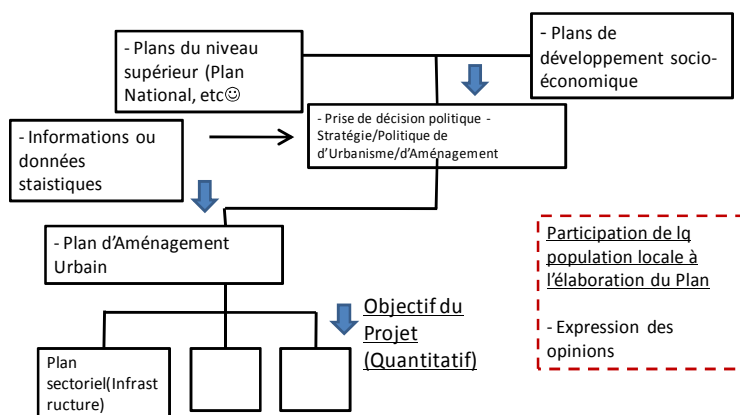 - Plans du niveau
supérieur (Plan
National, etc☺
- Plans de
développement socio-
économique
- Prise de décision politique -
Stratégie/Politique de
d'Urbanisme/d'Aménagement
- Informations ou
données
staistiques
- Plan d'Aménagement
Urbain
Participation de lq
population locale à
l'élaboration du Plan
- Expression des
opinions
Objectif du
Projet
(Quantitatif)
Plan
sectoriel(Infrast
ructure)